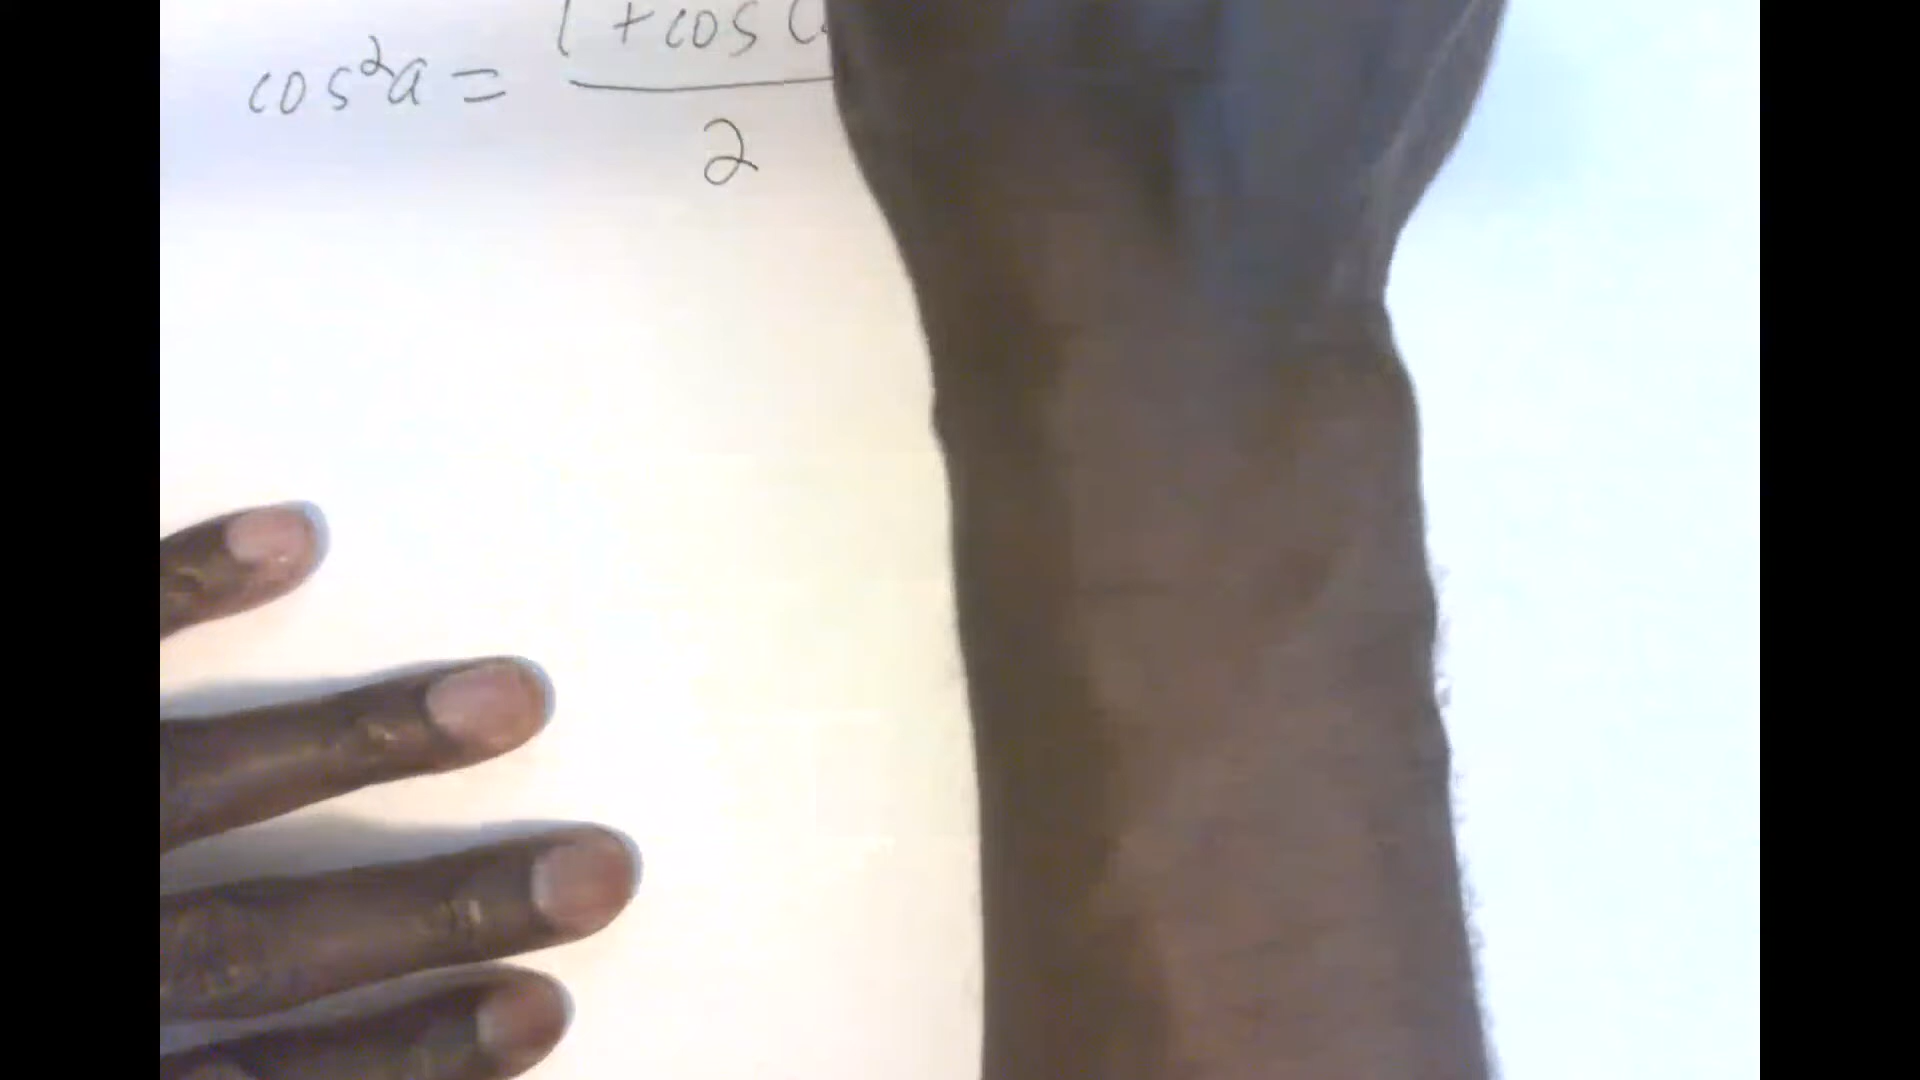 cos²a = 1 + cos (
2